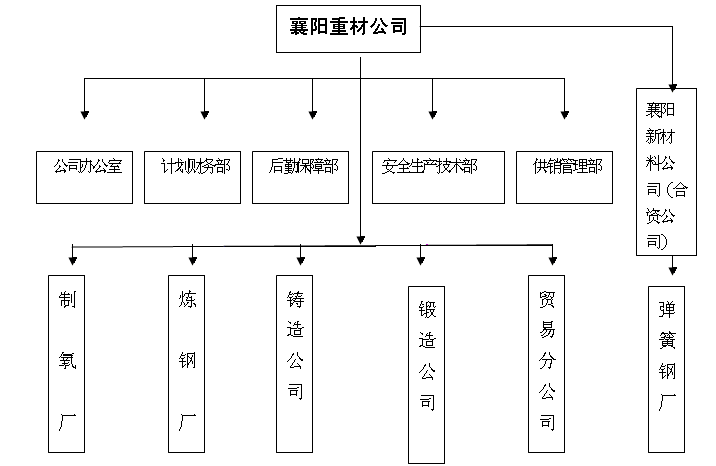 襄阳重材公司
公司办公室
计划财务部
后勤保障部
安全生产技术部
供销管理部
襄阳
新材
料公
司（合
资公
司）
制氧厂
炼钢厂
铸造公司
锻造公司
贸易分公司
弹簧钢厂